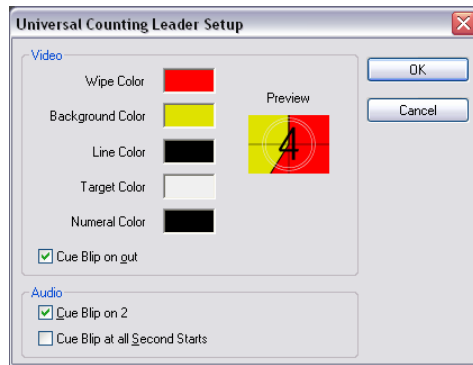 Universal Counting Leader Setup
Video
Wipe Color
Background Color
Line Color
Target Color
Numeral Color
Cue Blip on out
Preview
4
OK
Cancel
Audio
Cue Blip on 2
Cue Blip at all Second Starts